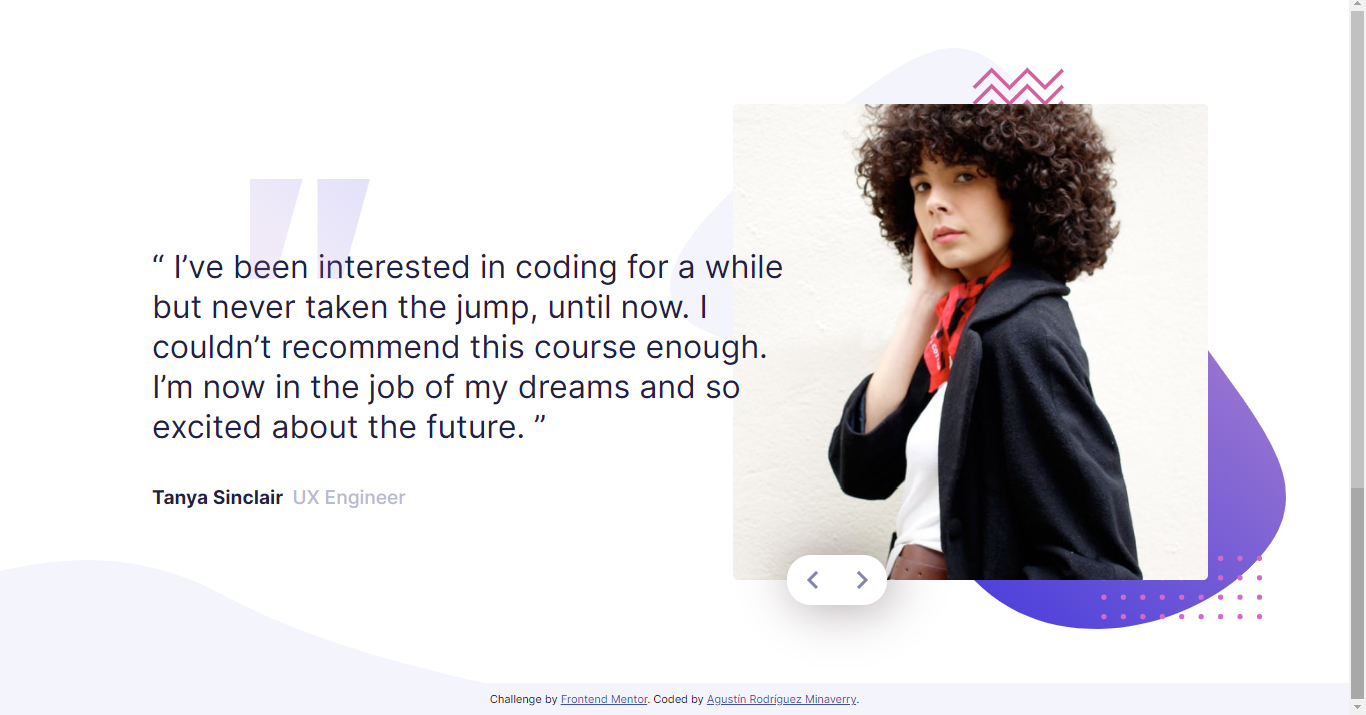 “ I’ve been interested in coding for a while
but never taken the jump, until now. I
couldn’t recommend this course enough.
I’m now in the job of my dreams and so
excited about the future. ”
Tanya Sinclair UX Engineer
Challenge by Frontend Mentor. Coded by Agustín Rodríguez Minaverry.